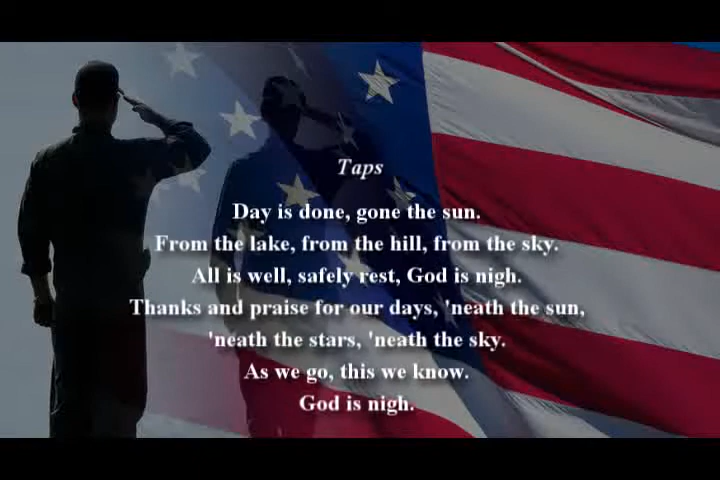 Taps
Day is done, gone the sun.
From the lake, from the hill, from the sky.
All is well, safely rest, God is nigh.
Thanks and praise for our days, 'neath the sun,
'neath the stars, 'neath the sky.
As we go, this we know.
God is nigh.